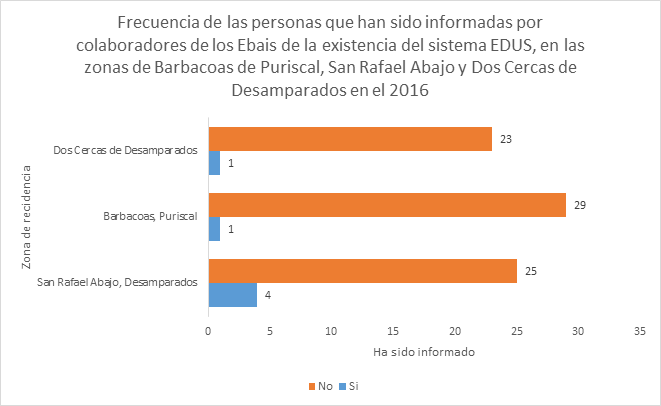 Frecuencia de las personas que han sido informadas por
colaboradores de los Ebais de la existencia del sistema EDUS, en las
zonas de Barbacoas de Puriscal, San Rafael Abajo y Dos Cercas de
Desamparados en el 2016
Zona de recidencia
Dos Cercas de Desamparados
23
1
Barbacoas, Puriscal
29
1
San Rafael Abajo, Desamparados
25
4
0 5 10 15 20 25 30 35
Ha sido informado
No Si